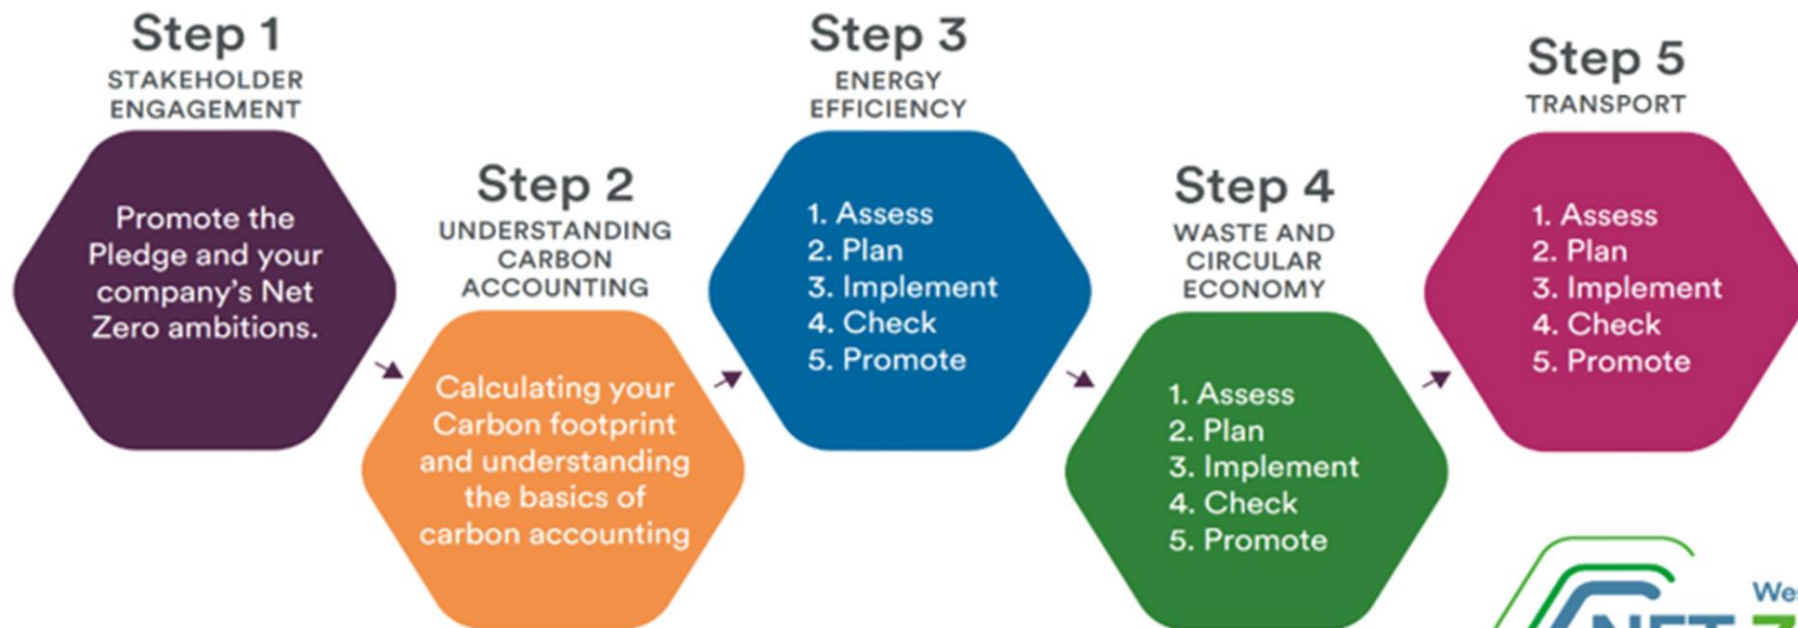 Step 1
STAKEHOLDER
ENGAGEMENT
Promote the
Pledge and your
company's Net
Zero ambitions.
Step 2
UNDERSTANDING
CARBON
ACCOUNTING
Calculating your
Carbon footprint
and understanding
the basics of
carbon accounting
Step 3
ENERGY
EFFICIENCY
1. Assess
2. Plan
3. Implement
4. Check
5. Promote
Step 4
WASTE AND
CIRCULAR
ECONOMY
1. Assess
2. Plan
3. Implement
4. Check
5. Promote
Step 5
TRANSPORT
1. Assess
2. Plan
3. Implement
4. Check
5. Promote
NET